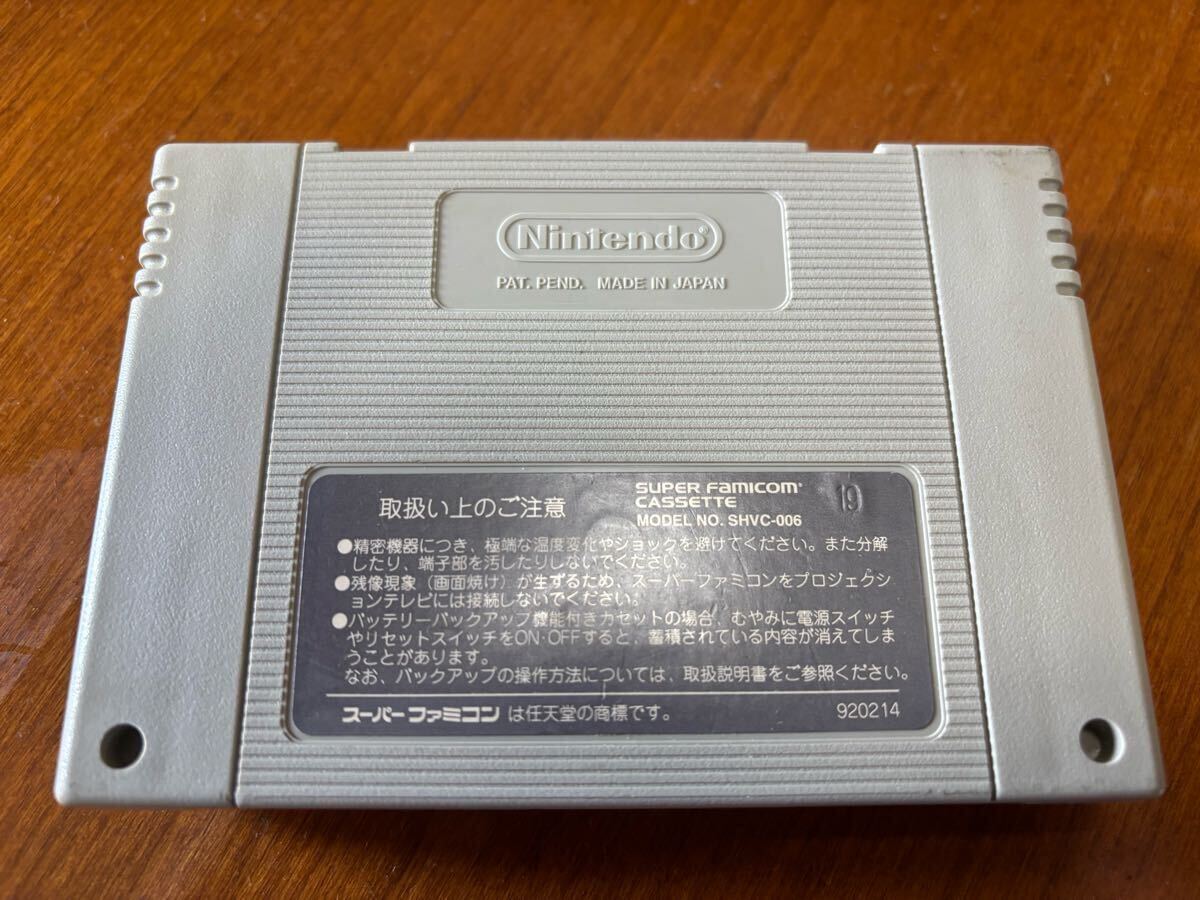 Nintendo®
PAT. PEND. MADE IN JAPAN
取扱い上のご注意
SUPER FAMICOM®
CASSETTE
MODEL NO. SHVC-006
19
●精密機器につき、極端な温度変化やショックを避けてください。また分解
したり、端子部を汚したりしないでください。
●残像現象（画面焼け）が生ずるため、スーパーファミコンをプロジェクシ
ョンテレビには接続しないでください。
●バッテリーバックアップ機能付きカセットの場合、むやみに電源スイッチ
やリセットスイッチをON・OFFすると、蓄積されている内容が消えてしま
うことがあります。
なお、バックアップの操作方法については、取扱説明書をご参照ください。
スーパーファミコン は任天堂の商標です。
920214